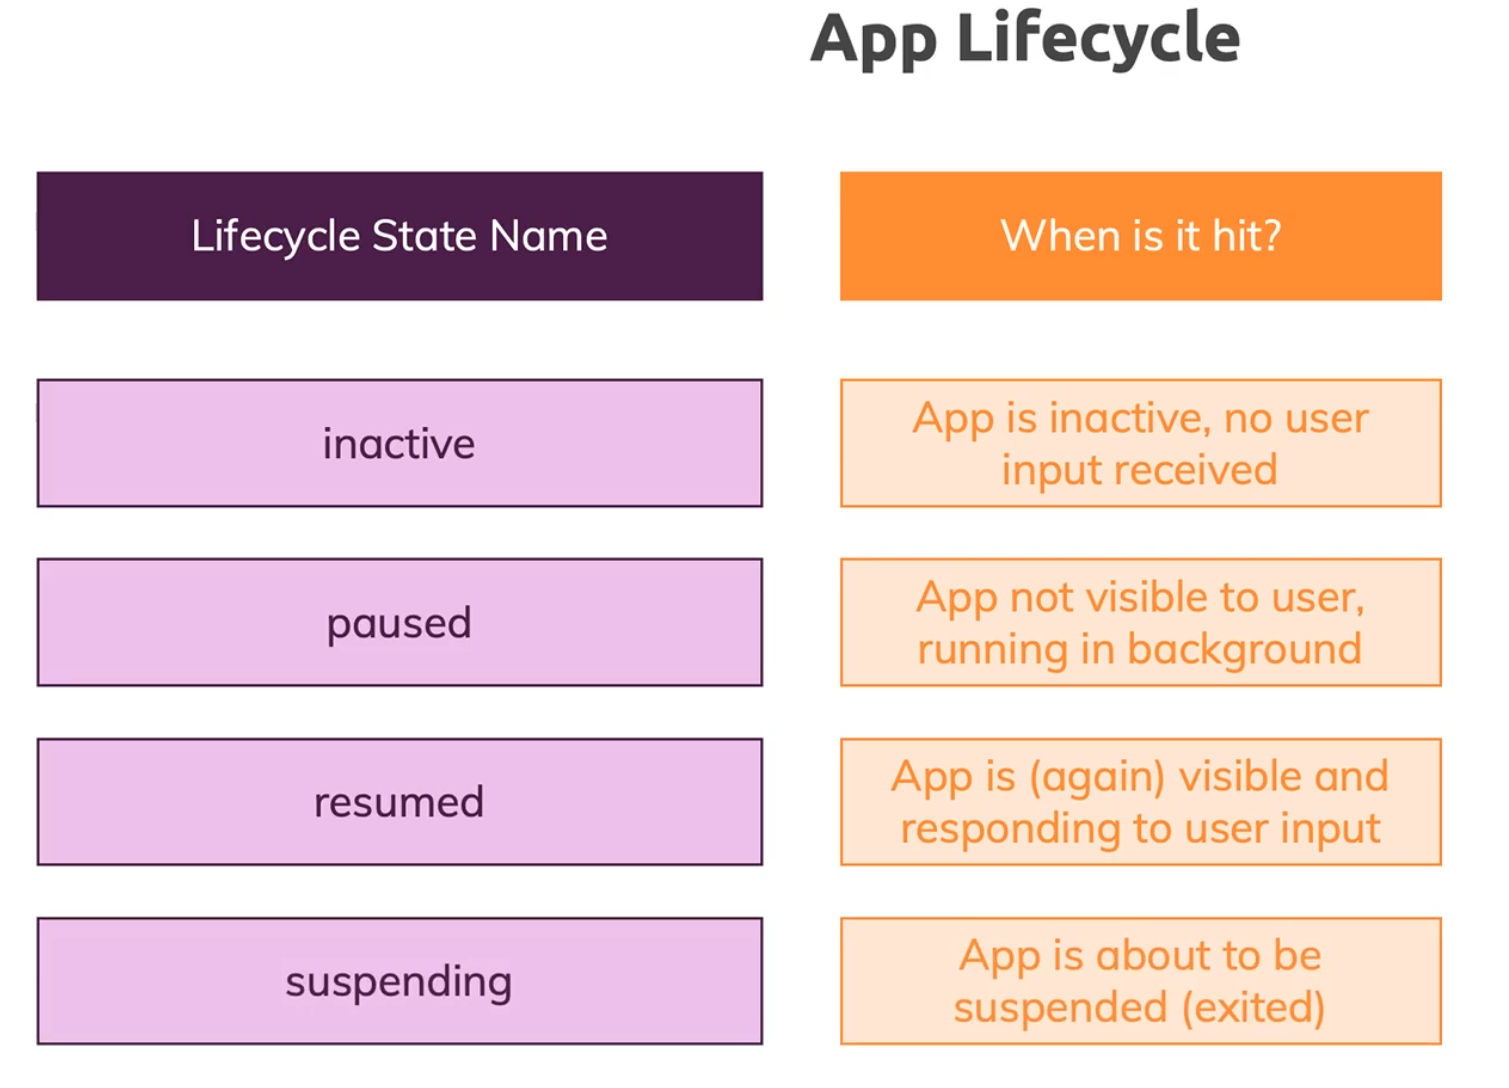 App Lifecycle
Lifecycle State Name
When is it hit?
inactive
App is inactive, no user
input received
paused
App not visible to user,
running in background
resumed
App is (again) visible and
responding to user input
suspending
App is about to be
suspended (exited)